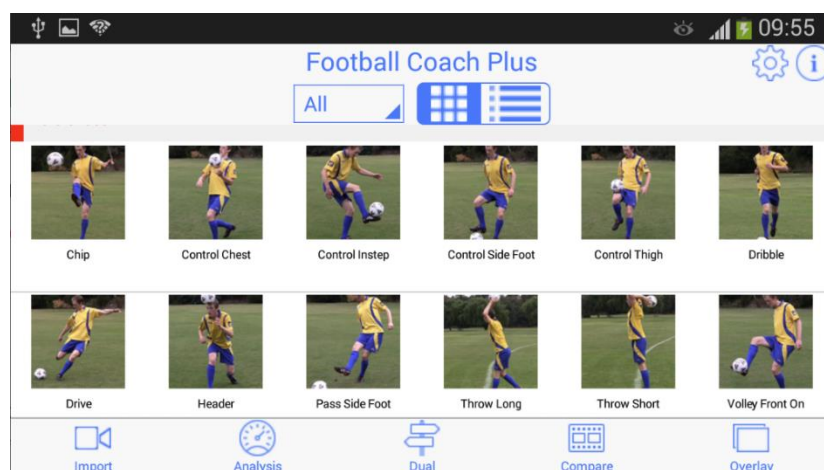 09:55
Football Coach Plus
i
All
Chip Control Chest Control Instep Control Side Foot Control Thigh Dribble
Drive Header Pass Side Foot Throw Long Throw Short Volley Front On
Import Analysis Dual Compare Overlay